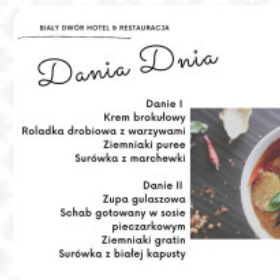 BIAŁY DWÓR HOTEL & RESTAURACJA
Dania Dnia
Danie I
Krem brokułowy
Roladka drobiowa z warzywami
Ziemniaki puree
Surówka z marchewki
Danie II
Zupa gulaszowa
Schab gotowany w sosie
pieczarkowym
Ziemniaki gratin
Surówka z białej kapusty